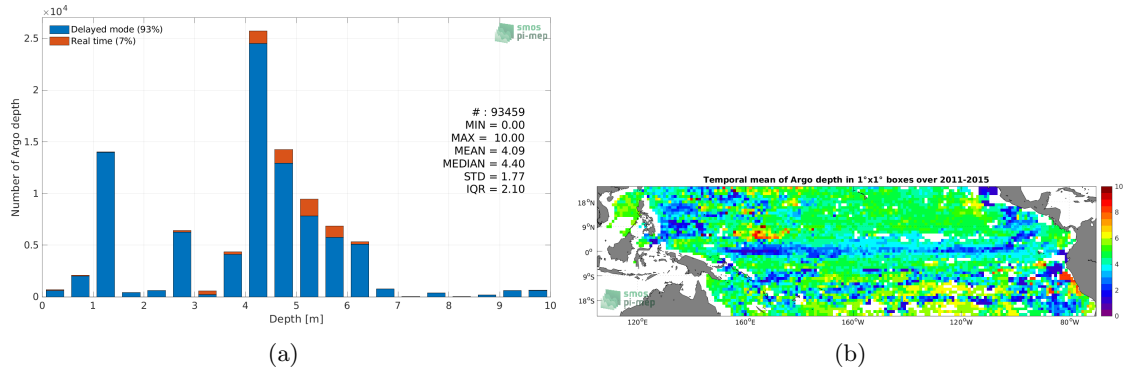 ×10⁴
Delayed mode (93%)
Real time (7%)
smos
pi-mep
# : 93459
MIN = 0.00
MAX = 10.00
MEAN = 4.09
MEDIAN = 4.40
STD = 1.77
IQR = 2.10
Number of Argo depth
2.5
2
1.5
1
0.5
0
0 1 2 3 4 5 6 7 8 9 10
Depth [m]
(a)
Temporal mean of Argo depth in 1°x1° boxes over 2011-2015
18°N
9°N
0°
9°S
18°S
120°E 160°E 160°W 120°W 80°W
10
8
6
4
2
0
smos
pi-mep
(b)